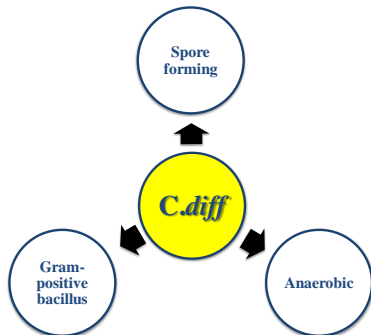 Spore
forming
C.diff
Gram-
positive
bacillus
Anaerobic